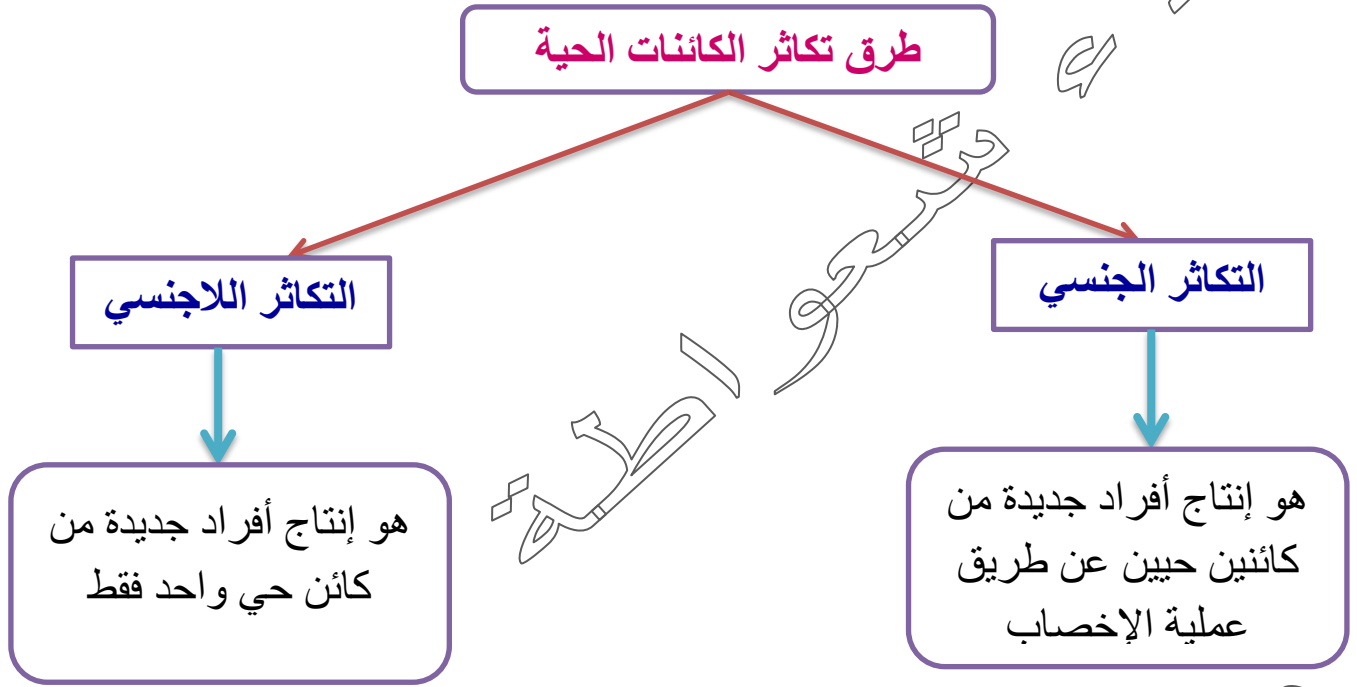 طرق تكاثر الكائنات الحية
التكاثر الجنسي
هو إنتاج أفراد جديدة من
كائنين حيين عن طريق
عملية الإخصاب
التكاثر اللاجنسي
هو إنتاج أفراد جديدة من
كائن حي واحد فقط